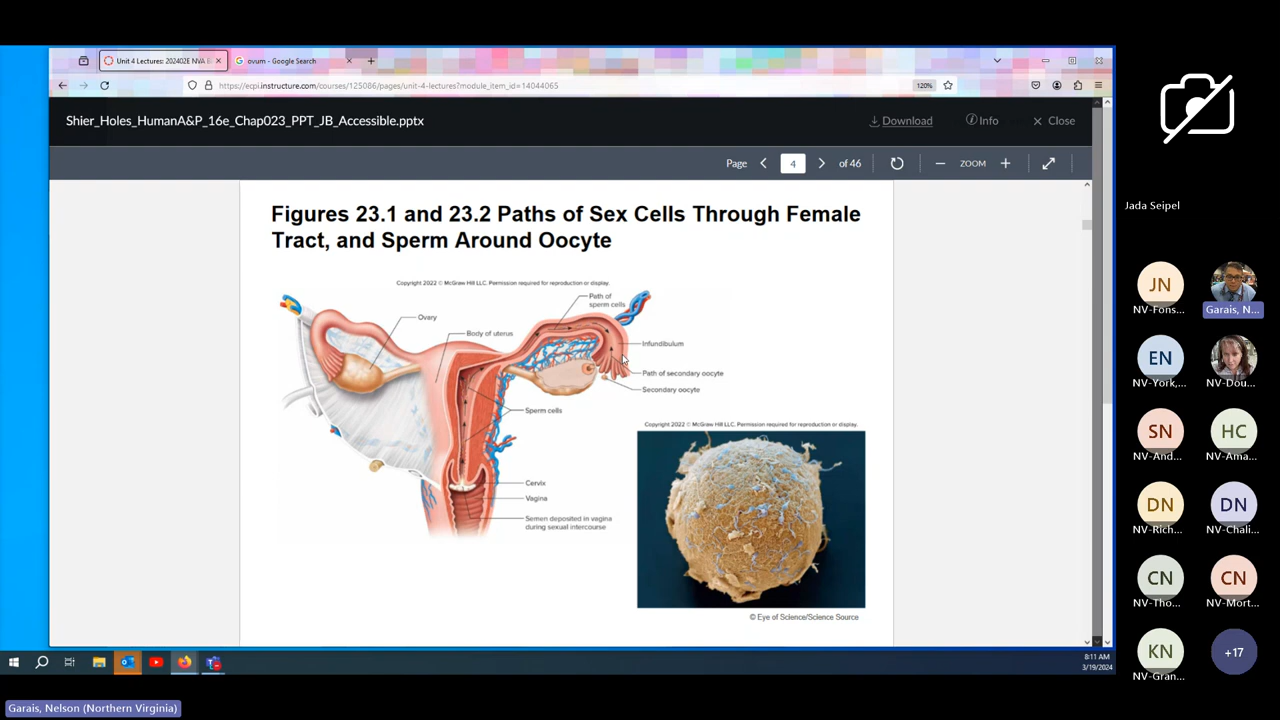 Unit 4 Lectures: 202402E NVA
ovum - Google Search
https://ecpi.instructure.com/courses/125086/pages/unit-4-lectures?module_item_id=14044065
120%
Shier_Holes_HumanA&P_16e_Chap023_PPT_JB_Accessible.pptx
Download
Info
Close
Page
4
of 46
ZOOM
Figures 23.1 and 23.2 Paths of Sex Cells Through Female
Tract, and Sperm Around Oocyte
Copyright 2022 © McGraw Hill LLC. Permission required for reproduction or display.
Path of
sperm cells
Ovary
Body of uterus
Infundibulum
Path of secondary oocyte
Secondary oocyte
Sperm cells
Copyright 2022 © McGraw Hill LLC. Permission required for reproduction or display.
Cervix
Vagina
Semen deposited in vagina
during sexual intercourse
© Eye of Science/Science Source
8:11 AM
3/19/2024
Garais, Nelson (Northern Virginia)
Jada Seipel
JN
NV-Fons...
Garais, N...
EN
NV-York,...
NV-Dou...
SN
NV-And...
HC
NV-Ama...
DN
NV-Rich...
DN
NV-Chali...
CN
NV-Tho...
CN
NV-Mort...
KN
NV-Gran...
+17